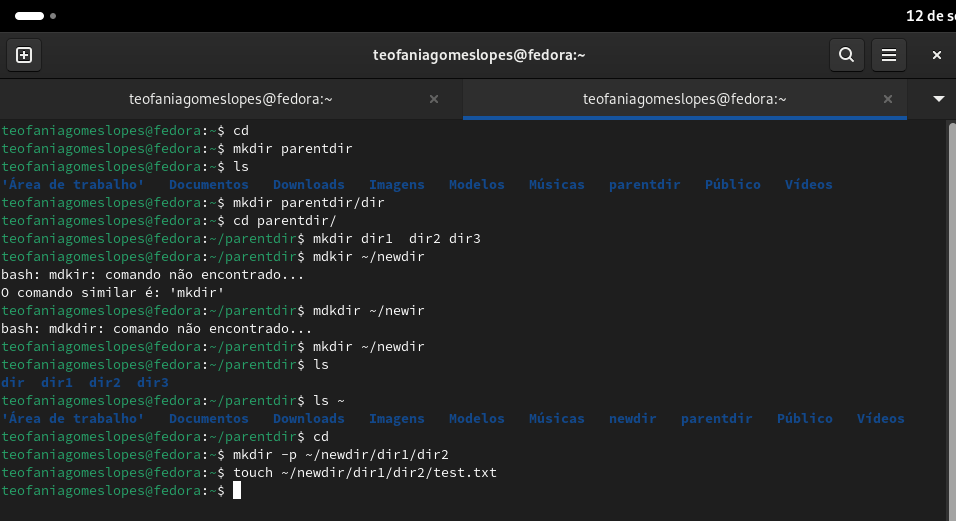 12 de s
teofaniagomeslopes@fedora:~
teofaniagomeslopes@fedora:~ teofaniagomeslopes@fedora:~
teofaniagomeslopes@fedora:~$ cd
teofaniagomeslopes@fedora:~$ mkdir parentdir
teofaniagomeslopes@fedora:~$ ls
'Área de trabalho'   Documentos   Downloads   Imagens   Modelos   Músicas   parentdir   Público   Vídeos
teofaniagomeslopes@fedora:~$ mkdir parentdir/dir
teofaniagomeslopes@fedora:~$ cd parentdir/
teofaniagomeslopes@fedora:~/parentdir$ mkdir dir1  dir2 dir3
teofaniagomeslopes@fedora:~/parentdir$ mdkir ~/newdir
bash: mdkir: comando não encontrado...
O comando similar é: 'mkdir'
teofaniagomeslopes@fedora:~/parentdir$ mdkdir ~/newir
bash: mdkdir: comando não encontrado...
teofaniagomeslopes@fedora:~/parentdir$ mkdir ~/newdir
teofaniagomeslopes@fedora:~/parentdir$ ls
dir  dir1  dir2  dir3
teofaniagomeslopes@fedora:~/parentdir$ ls ~
'Área de trabalho'   Documentos   Downloads   Imagens   Modelos   Músicas   newdir   parentdir   Público   Vídeos
teofaniagomeslopes@fedora:~/parentdir$ cd
teofaniagomeslopes@fedora:~$ mkdir -p ~/newdir/dir1/dir2
teofaniagomeslopes@fedora:~$ touch ~/newdir/dir1/dir2/test.txt
teofaniagomeslopes@fedora:~$